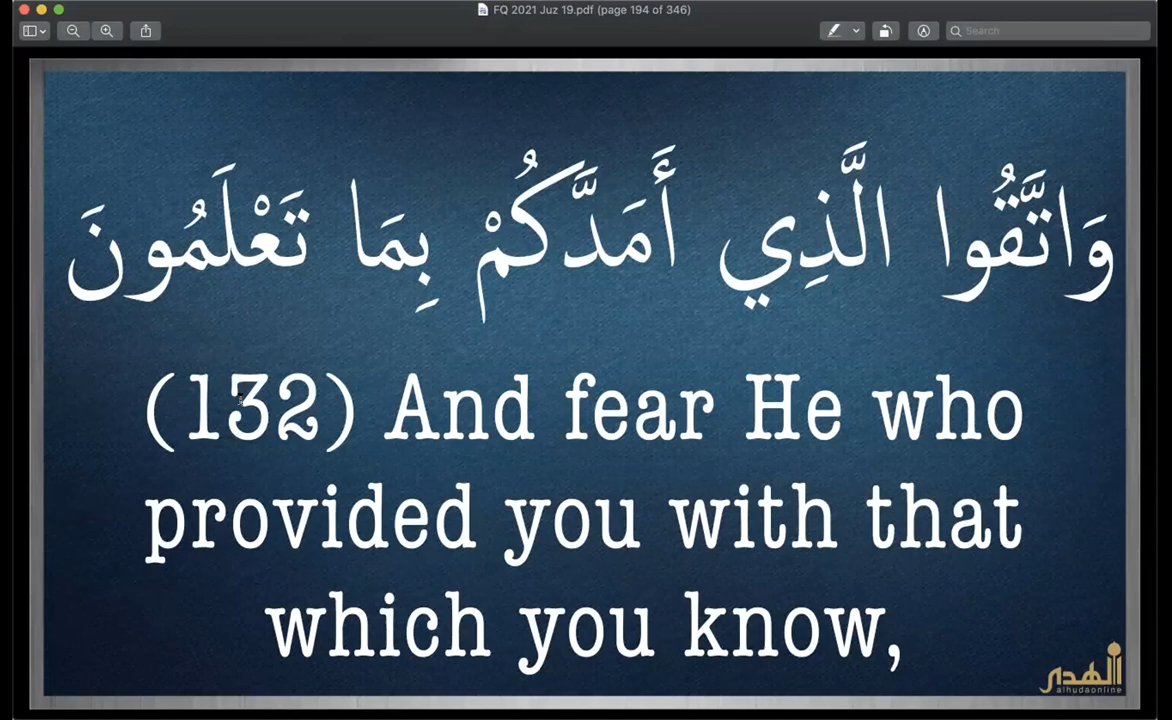 FQ 2021 Juz 19.pdf (page 194 of 346)
Search
وَاتَّقُوا الَّذِي أَمَدَّكُمْ بِمَا تَعْلَمُونَ
(132) And fear He who
provided you with that
which you know,
الهدى
alhudaonline